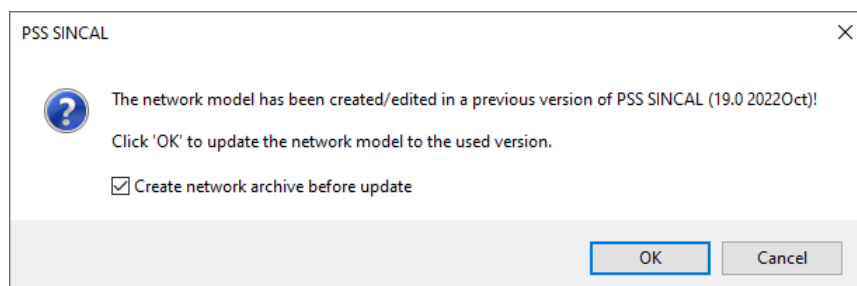 PSS SINCAL
The network model has been created/edited in a previous version of PSS SINCAL (19.0 2022Oct)!
Click 'OK' to update the network model to the used version.
Create network archive before update
OK
Cancel